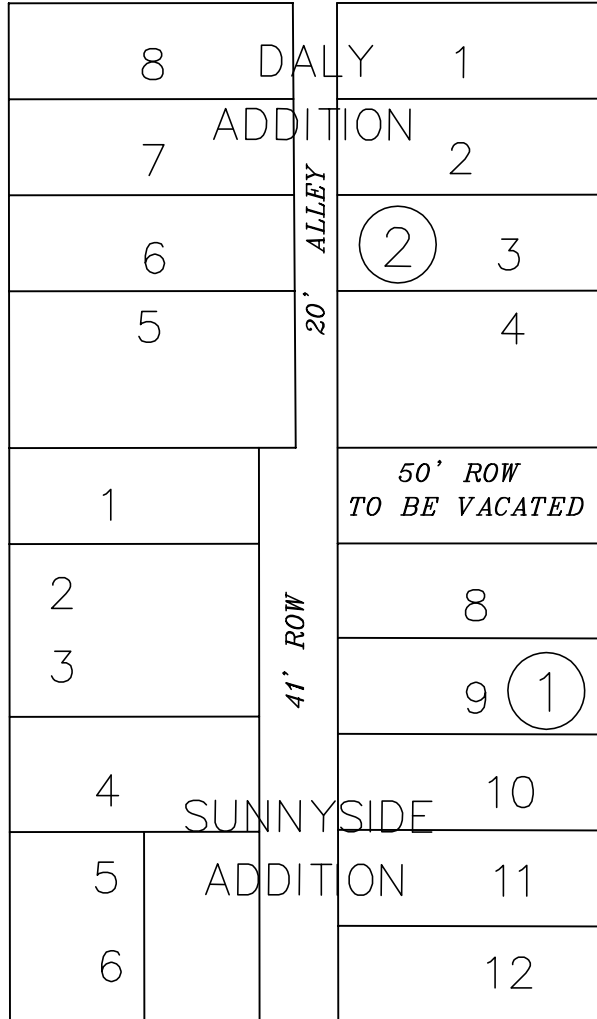 DALY
ADDITION
8
1
7
2
20' ALLEY
6
2
3
5
4
50' ROW
TO BE VACATED
1
2
3
41' ROW
8
9
1
4
10
SUNNYSIDE
ADDITION
5
11
6
12